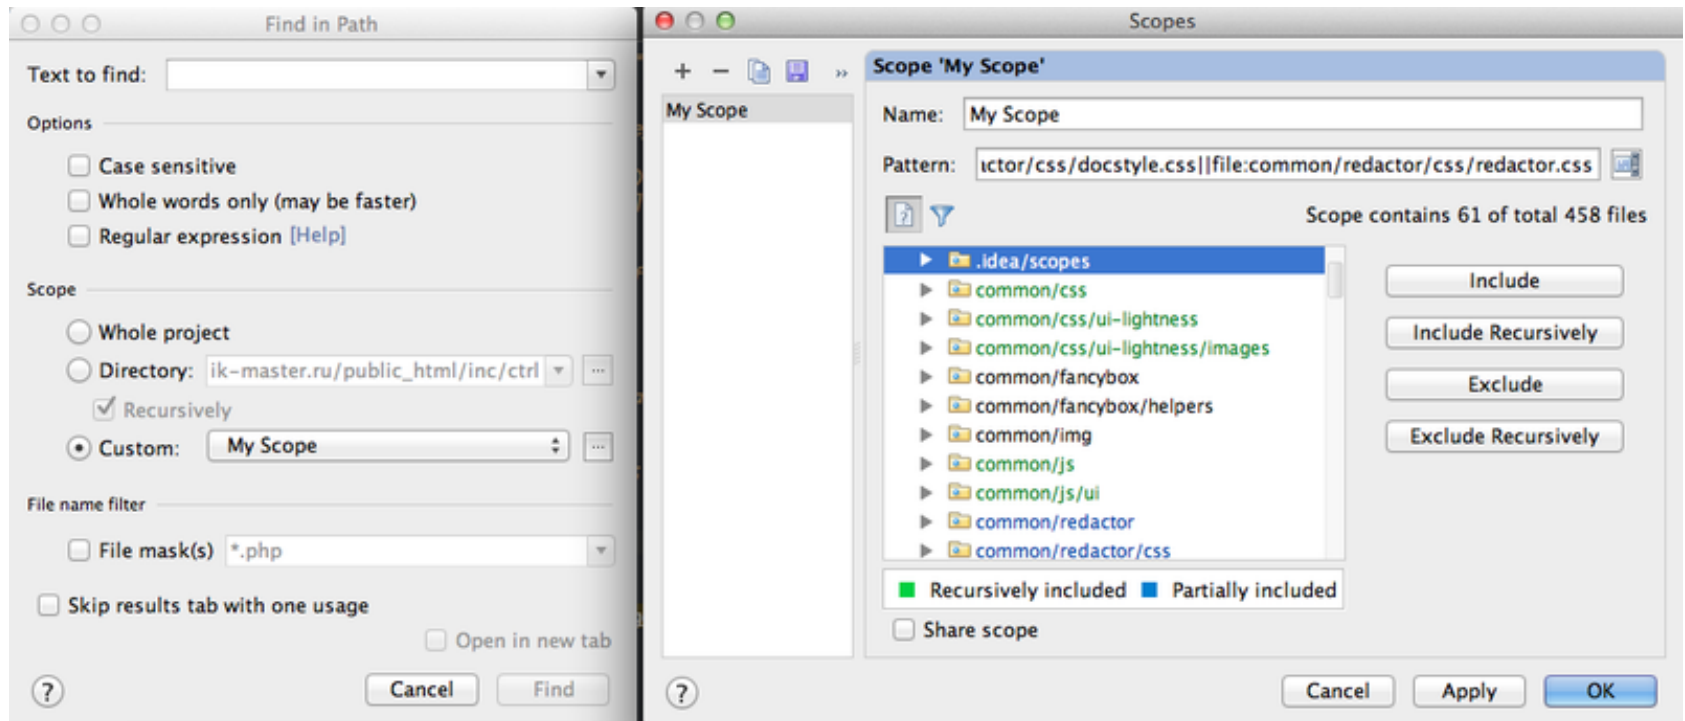 Find in Path
Text to find:
Options
Case sensitive
Whole words only (may be faster)
Regular expression [Help]
Scope
Whole project
Directory: ik-master.ru/public_html/inc/ctrl ...
Recursively
Custom: My Scope ...
File name filter
File mask(s) *.php
Skip results tab with one usage
Open in new tab
? Cancel Find
Scopes
+ − »
My Scope
Scope 'My Scope'
Name: My Scope
Pattern: ctor/css/docstyle.css||file:common/redactor/css/redactor.css
Scope contains 61 of total 458 files
.idea/scopes
common/css
common/css/ui-lightness
common/css/ui-lightness/images
common/fancybox
common/fancybox/helpers
common/img
common/js
common/js/ui
common/redactor
common/redactor/css
Include
Include Recursively
Exclude
Exclude Recursively
Recursively included Partially included
Share scope
? Cancel Apply OK